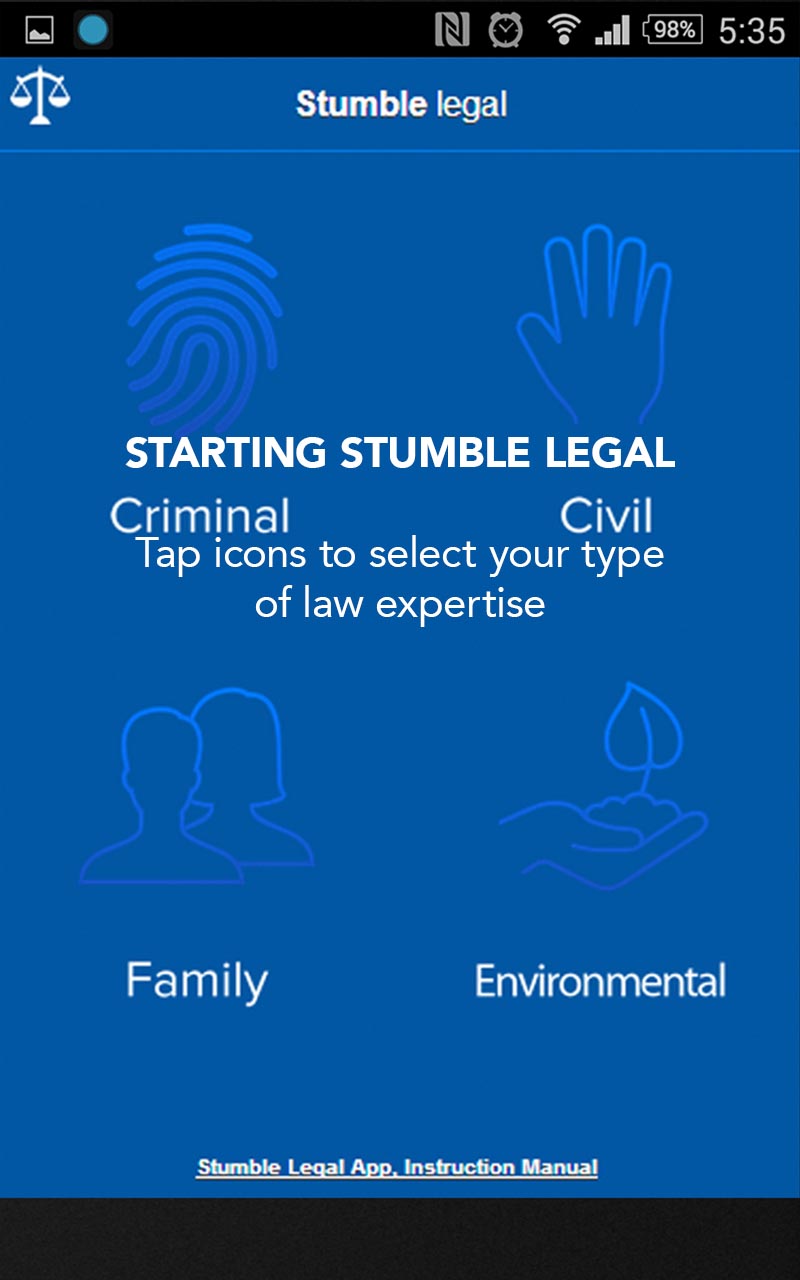 98% 5:35
Stumble legal
STARTING STUMBLE LEGAL
Criminal Civil
Tap icons to select your type
of law expertise
Family Environmental
Stumble Legal App, Instruction Manual